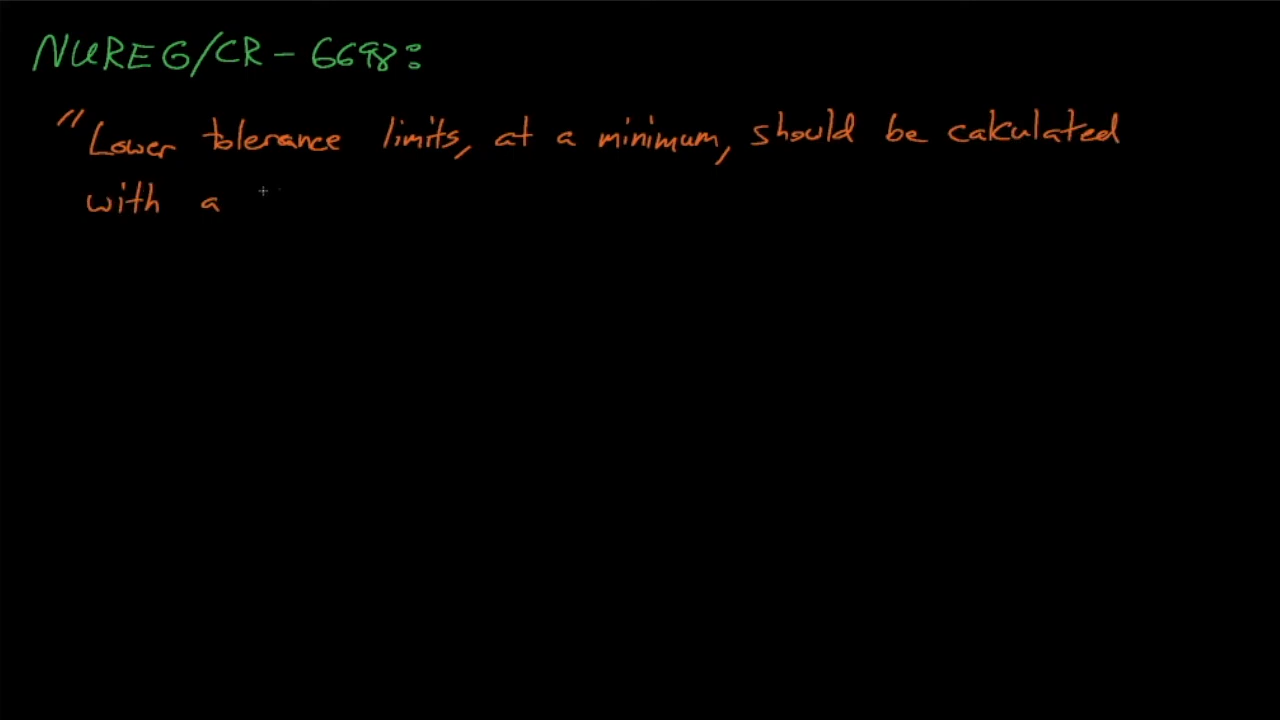 NUREG/CR-6698:
"Lower tolerance limits, at a minimum, should be calculated
with a